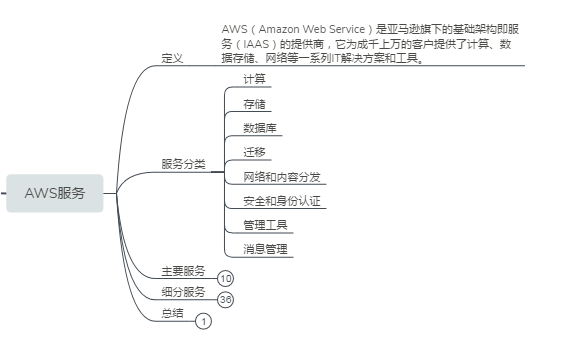 AWS（Amazon Web Service）是亚马逊旗下的基础架构即服
务（IAAS）的提供商，它为成千上万的客户提供了计算、数
据存储、网络等一系列IT解决方案和工具。
定义
计算
存储
数据库
迁移
服务分类
网络和内容分发
AWS服务
安全和身份认证
管理工具
消息管理
主要服务 10
细分服务 36
总结 1